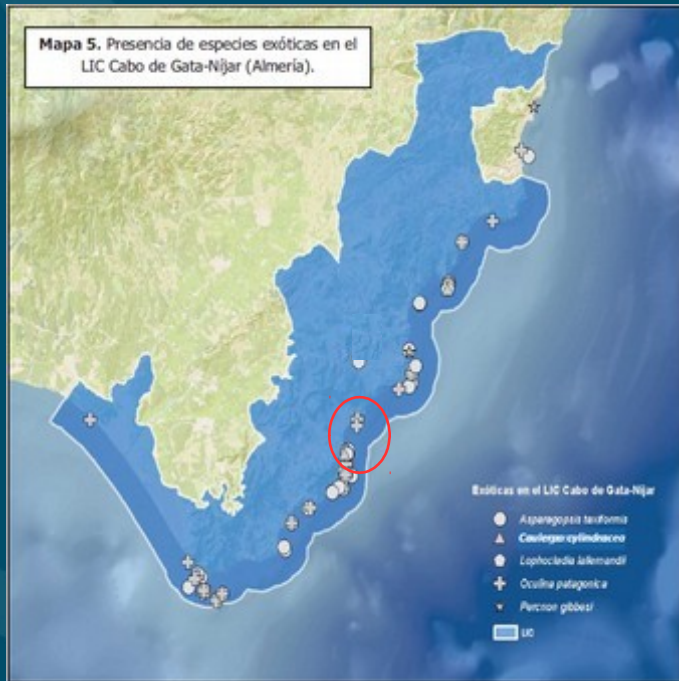 Mapa 5. Presencia de especies exóticas en el
LIC Cabo de Gata-Níjar (Almería).
Exóticas en el LIC Cabo de Gata-Níjar
Asparagopsis taxiformis
Caulerpa cylindracea
Lophocladia lallemandii
Oculina patagonica
Percnon gibbesi
LIC